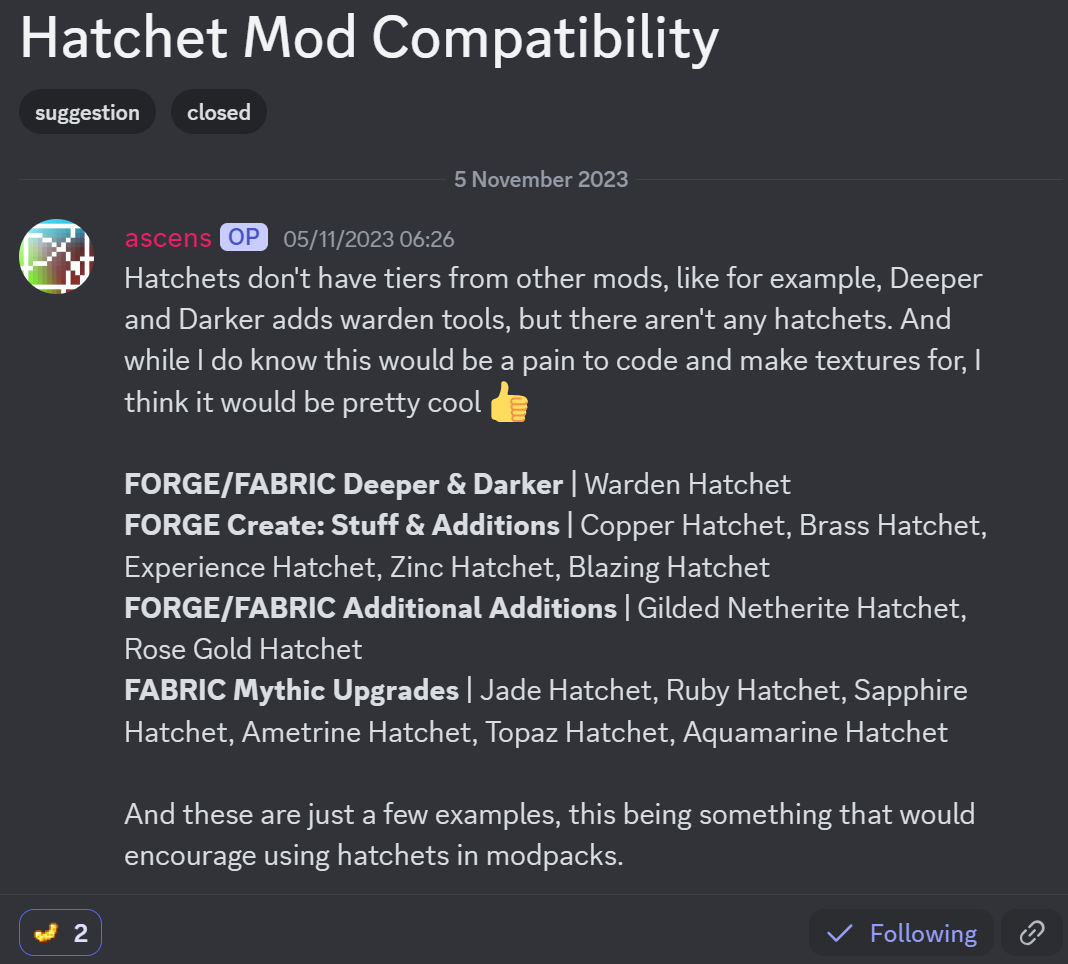 Hatchet Mod Compatibility
suggestion closed
5 November 2023
ascens OP 05/11/2023 06:26
Hatchets don't have tiers from other mods, like for example, Deeper
and Darker adds warden tools, but there aren't any hatchets. And
while I do know this would be a pain to code and make textures for, I
think it would be pretty cool 👍
FORGE/FABRIC Deeper & Darker | Warden Hatchet
FORGE Create: Stuff & Additions | Copper Hatchet, Brass Hatchet,
Experience Hatchet, Zinc Hatchet, Blazing Hatchet
FORGE/FABRIC Additional Additions | Gilded Netherite Hatchet,
Rose Gold Hatchet
FABRIC Mythic Upgrades | Jade Hatchet, Ruby Hatchet, Sapphire
Hatchet, Ametrine Hatchet, Topaz Hatchet, Aquamarine Hatchet
And these are just a few examples, this being something that would
encourage using hatchets in modpacks.
2 Following